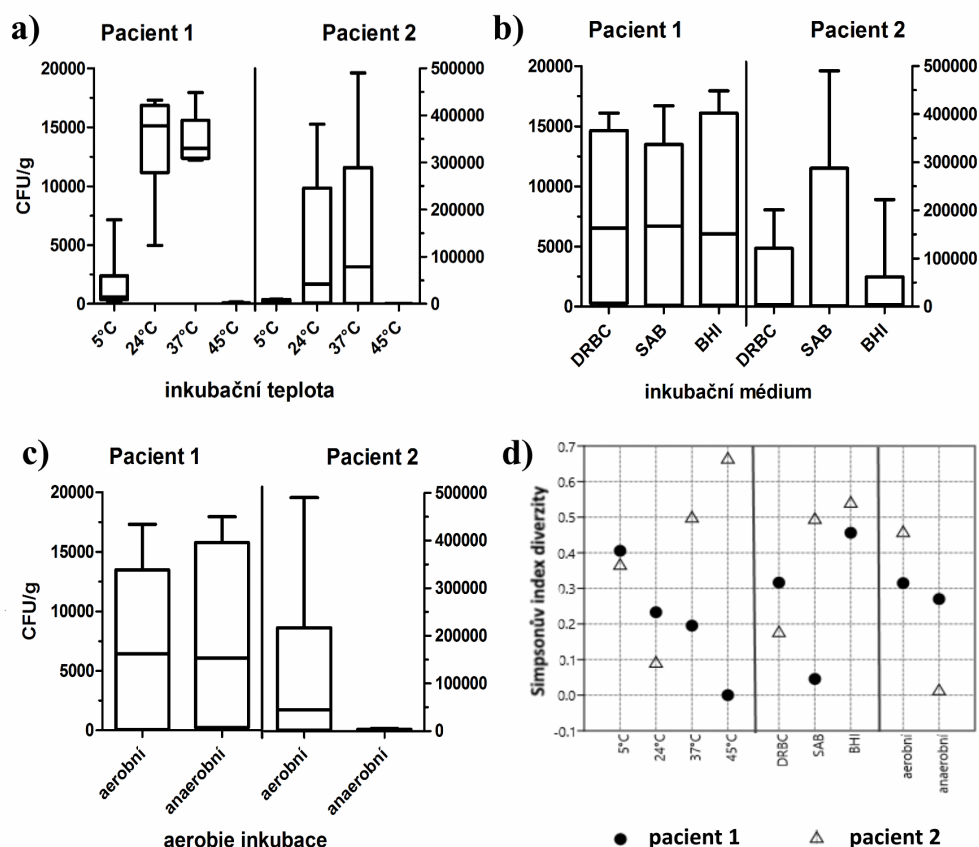 a)
Pacient 1
Pacient 2
CFU/g
20000
15000
10000
5000
0
500000
400000
300000
200000
100000
0
5°C
24°C
37°C
45°C
5°C
24°C
37°C
45°C
inkubační teplota
b)
Pacient 1
Pacient 2
20000
15000
10000
5000
0
500000
400000
300000
200000
100000
0
DRBC
SAB
BHI
DRBC
SAB
BHI
inkubační médium
c)
Pacient 1
Pacient 2
CFU/g
20000
15000
10000
5000
0
500000
400000
300000
200000
100000
0
aerobní
anaerobní
aerobní
anaerobní
aerobie inkubace
d)
Simpsonův index diverzity
0.7
0.6
0.5
0.4
0.3
0.2
0.1
0.0
-0.1
5°C
24°C
37°C
45°C
DRBC
SAB
BHI
aerobní
anaerobní
pacient 1
pacient 2